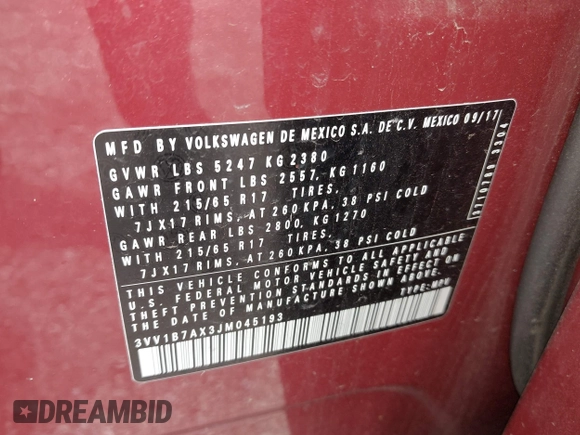 MFD BY VOLKSWAGEN DE MEXICO S.A. DE C.V. MEXICO 09/17
GVWR LBS 5247 KG 2380
GAWR FRONT LBS 2557, KG 1160
WITH 215/65 R17 TIRES,
7JX17 RIMS, AT 260 KPA, 38 PSI COLD
GAWR REAR LBS 2800, KG 1270
WITH 215/65 R17 TIRES,
7JX17 RIMS, AT 260 KPA, 38 PSI COLD
THIS VEHICLE CONFORMS TO ALL APPLICABLE
U.S. FEDERAL MOTOR VEHICLE SAFETY AND
THEFT PREVENTION STANDARDS IN EFFECT ON
THE DATE OF MANUFACTURE SHOWN ABOVE.
TYPE: MPV
3VV1B7AX3JM045193
DREAMBID